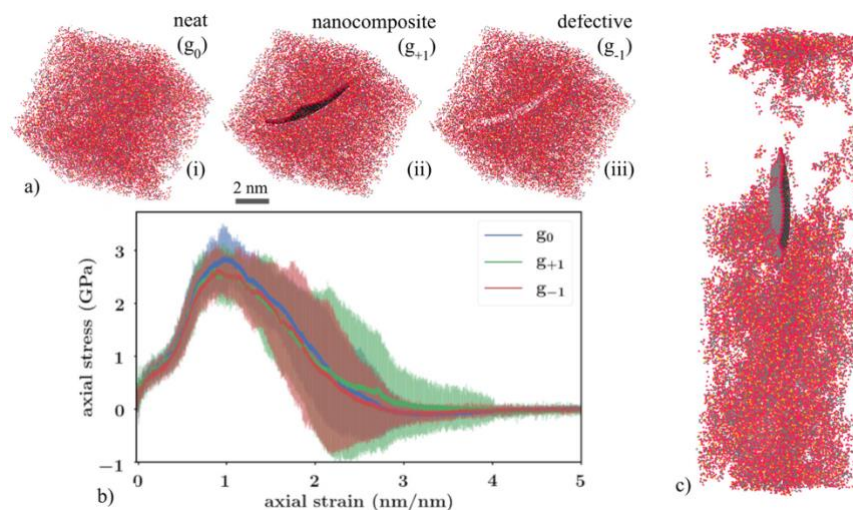 neat
(g₀)
nanocomposite
(g₊₁)
defective
(g₋₁)
(i)
(ii)
(iii)
a)
2 nm
g₀
g₊₁
g₋₁
3
2
1
0
−1
axial stress (GPa)
0
1
2
3
4
5
axial strain (nm/nm)
b)
c)